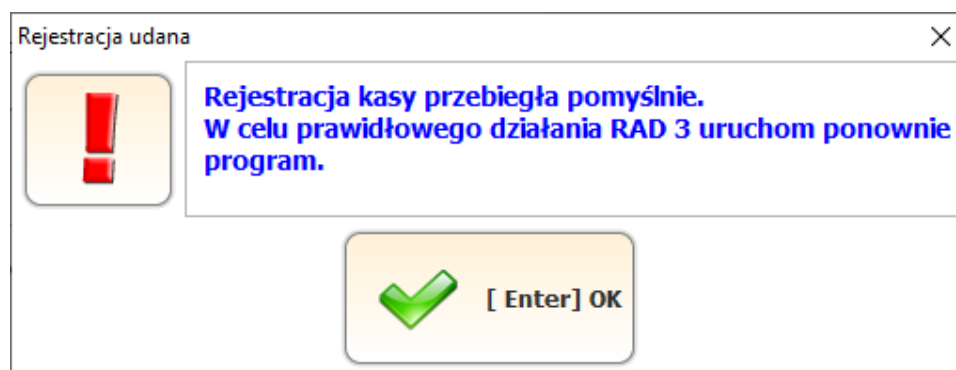 Rejestracja udana
Rejestracja kasy przebiegła pomyślnie.
W celu prawidłowego działania RAD 3 uruchom ponownie
program.
[ Enter] OK